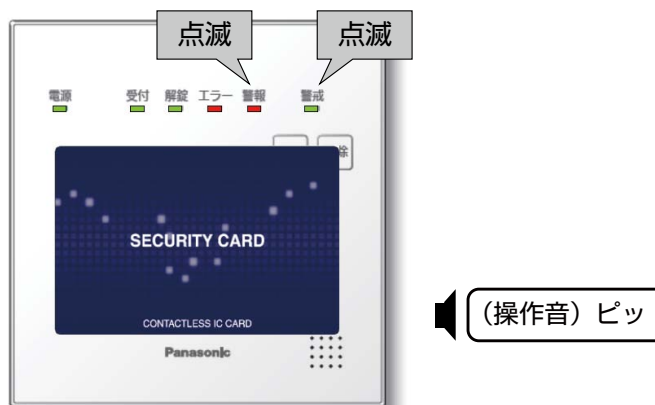 点滅 点滅
電源 受付 解錠 エラー 警報 警戒
除
SECURITY CARD
CONTACTLESS IC CARD
Panasonic
(操作音) ピッ